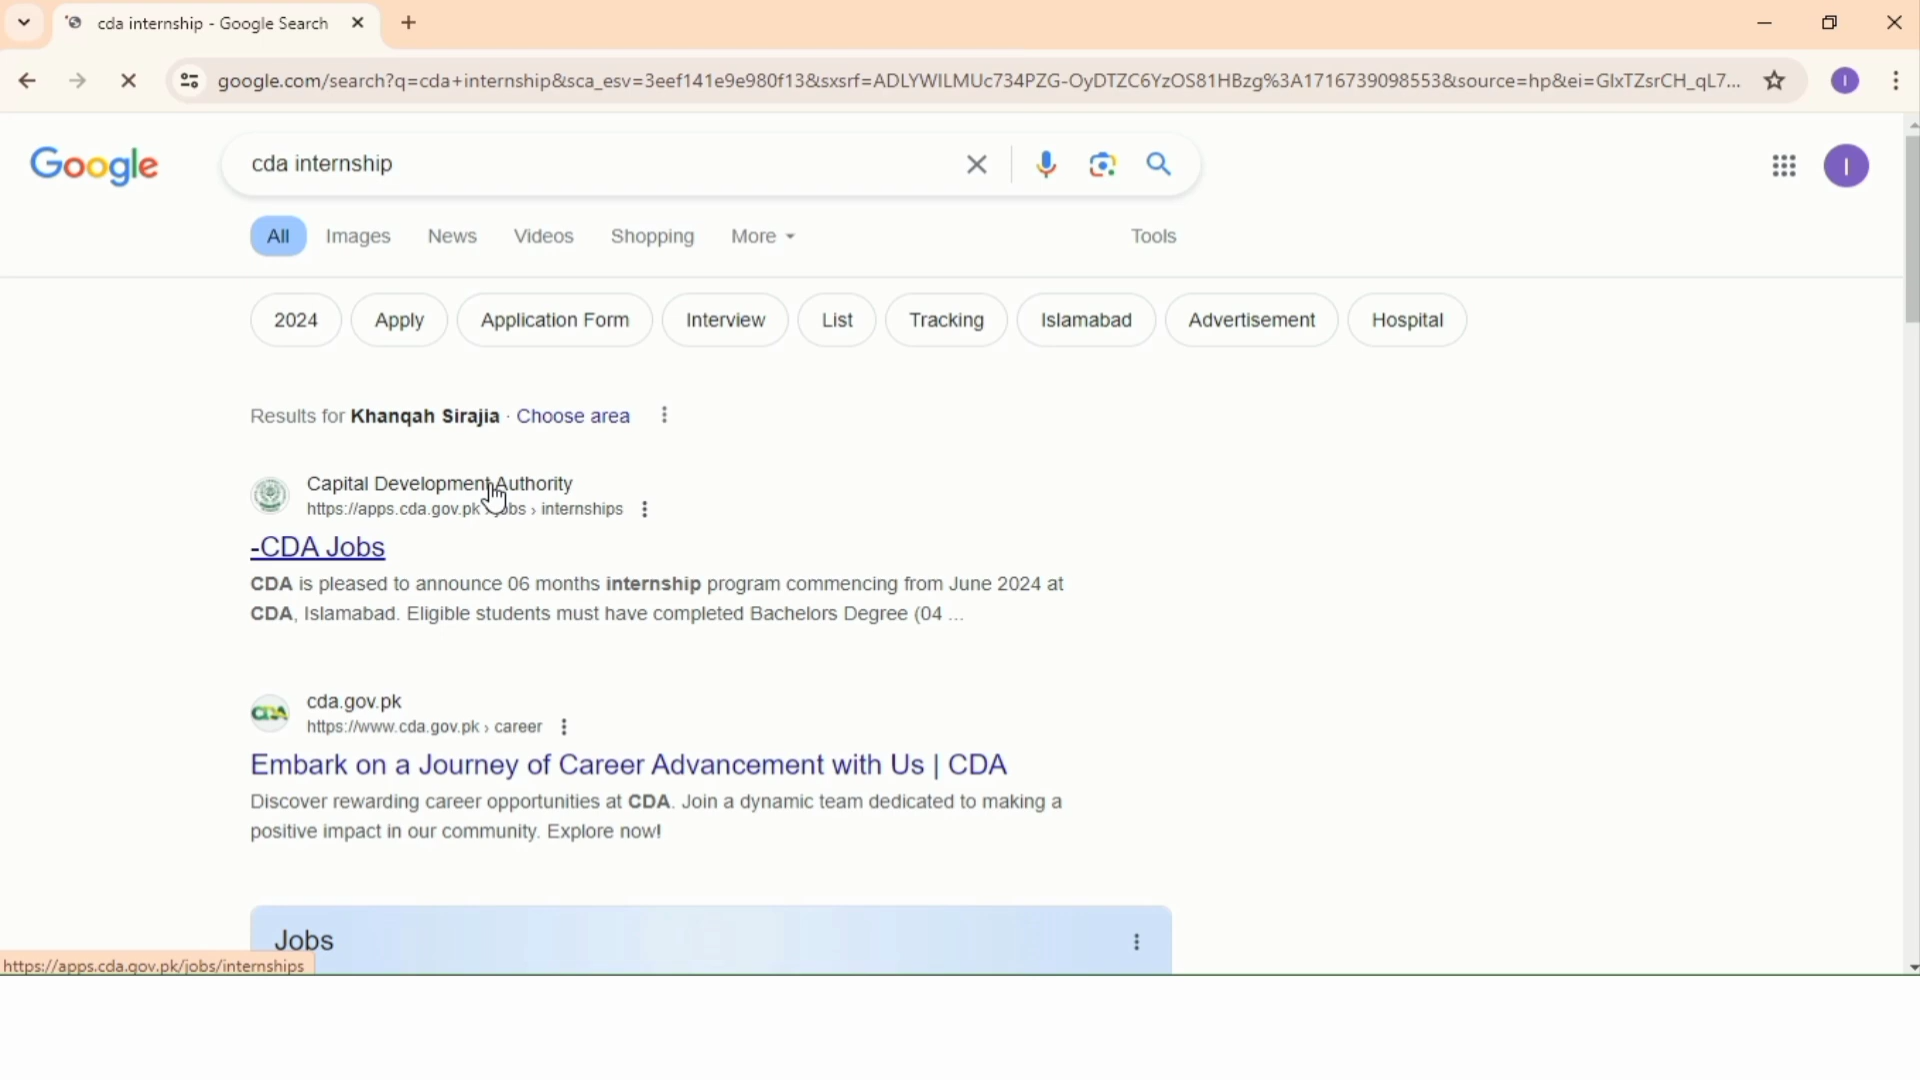 cda internship - Google Search
google.com/search?q=cda+internship&sca_esv=3eef141e9e980f13&sxsrf=ADLYWILMUc734PZG-OyDTZC6YzOS81HBzg%3A1716739098553&source=hp&ei=GlxTZsrCH_qL7...
I
Google
cda internship
I
All Images News Videos Shopping More Tools
2024 Apply Application Form Interview List Tracking Islamabad Advertisement Hospital
Results for Khanqah Sirajia · Choose area
Capital Development Authority
https://apps.cda.gov.pk › jobs › internships
-CDA Jobs
CDA is pleased to announce 06 months internship program commencing from June 2024 at
CDA, Islamabad. Eligible students must have completed Bachelors Degree (04 ...
CDA
cda.gov.pk
https://www.cda.gov.pk › career
Embark on a Journey of Career Advancement with Us | CDA
Discover rewarding career opportunities at CDA. Join a dynamic team dedicated to making a
positive impact in our community. Explore now!
Jobs
https://apps.cda.gov.pk/jobs/internships